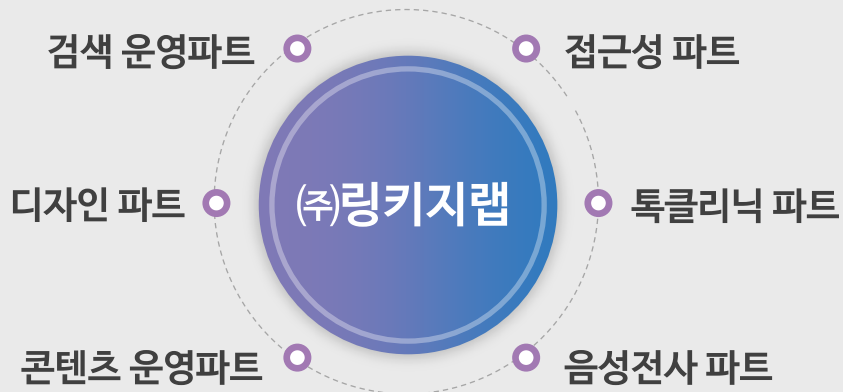 검색 운영파트
접근성 파트
디자인 파트
㈜링키지랩
톡클리닉 파트
콘텐츠 운영파트
음성전사 파트